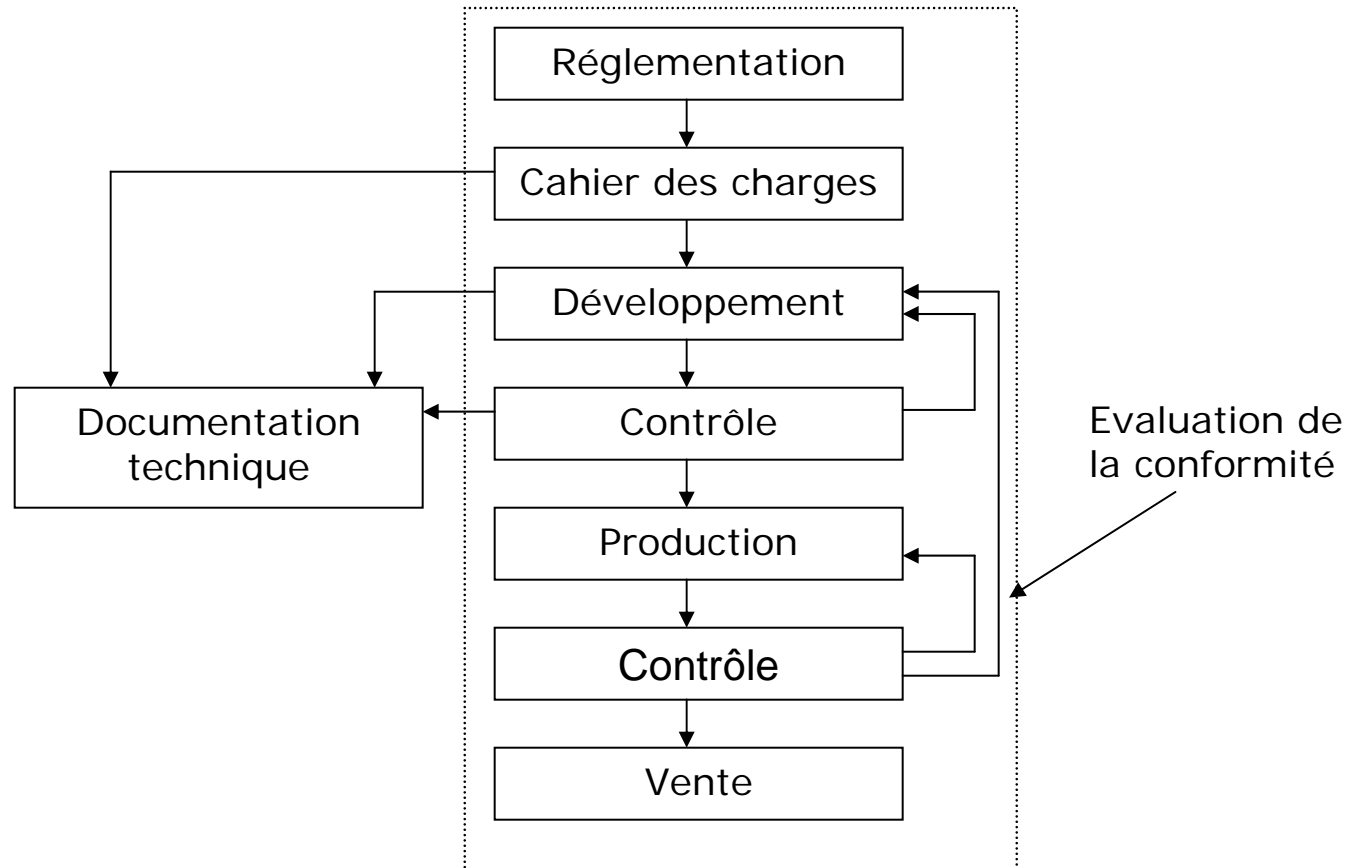 Réglementation
Cahier des charges
Développement
Documentation
technique
Contrôle
Evaluation de
la conformité
Production
Contrôle
Vente